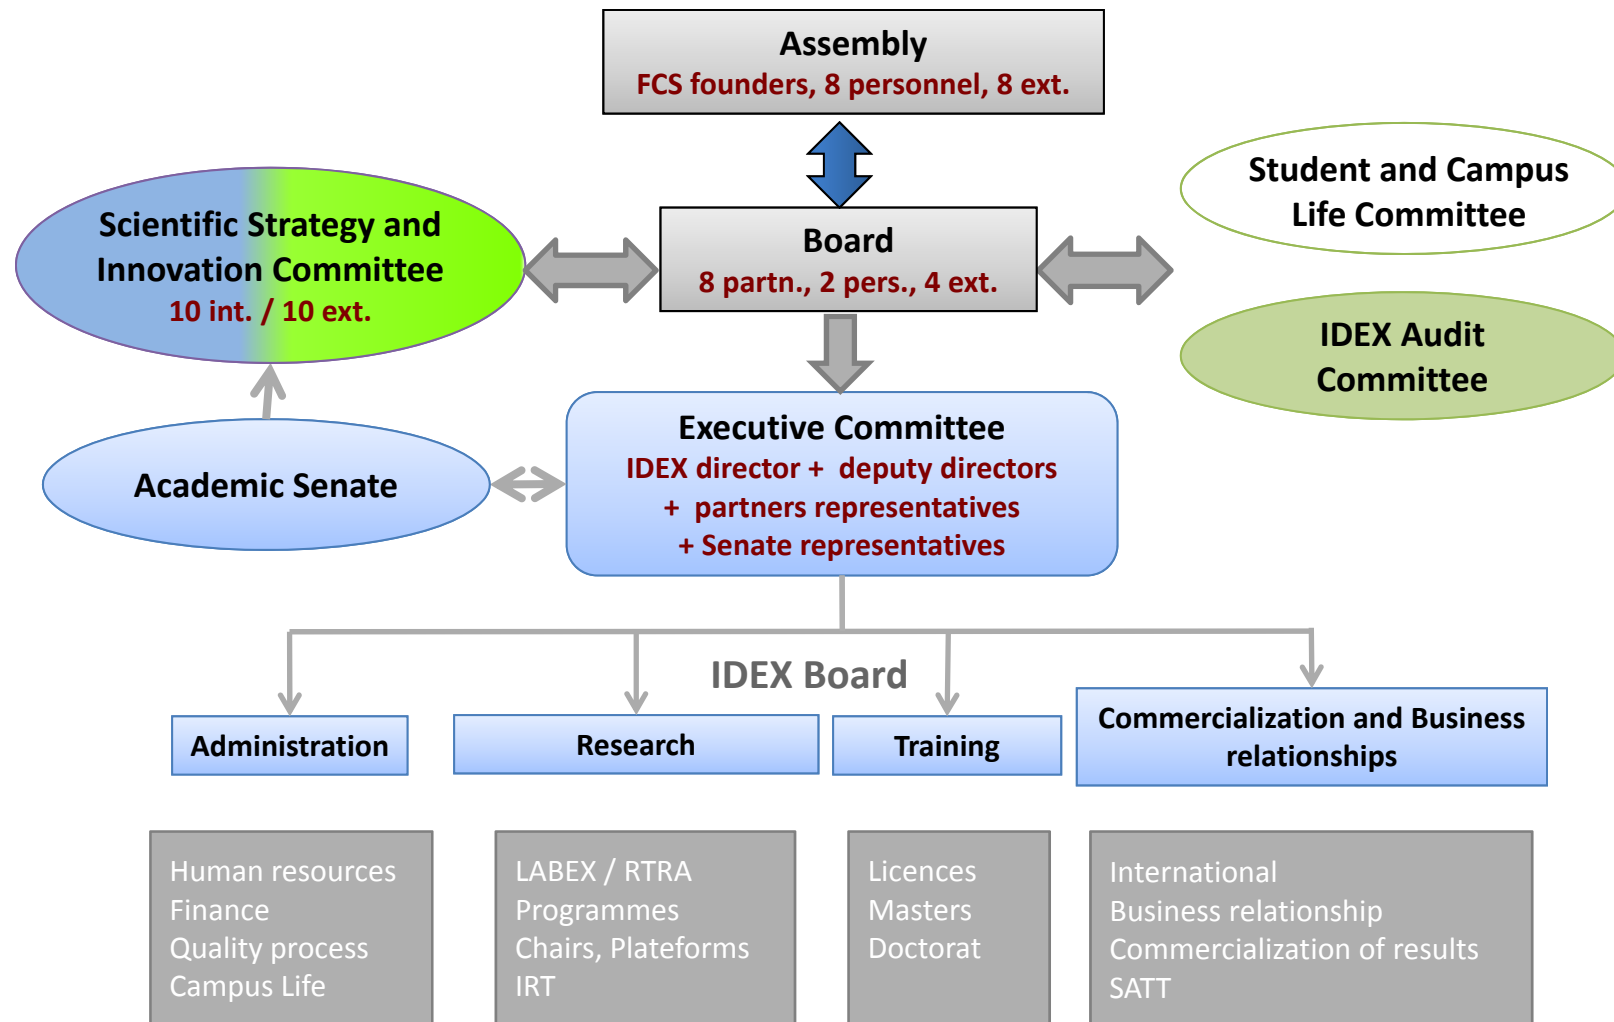 Assembly
FCS founders, 8 personnel, 8 ext.
Student and Campus
Life Committee
Scientific Strategy and
Innovation Committee
10 int. / 10 ext.
Board
8 partn., 2 pers., 4 ext.
IDEX Audit
Committee
Executive Committee
IDEX director + deputy directors
+ partners representatives
+ Senate representatives
Academic Senate
IDEX Board
Administration
Research
Training
Commercialization and Business
relationships
Human resources
Finance
Quality process
Campus Life
LABEX / RTRA
Programmes
Chairs, Plateforms
IRT
Licences
Masters
Doctorat
International
Business relationship
Commercialization of results
SATT